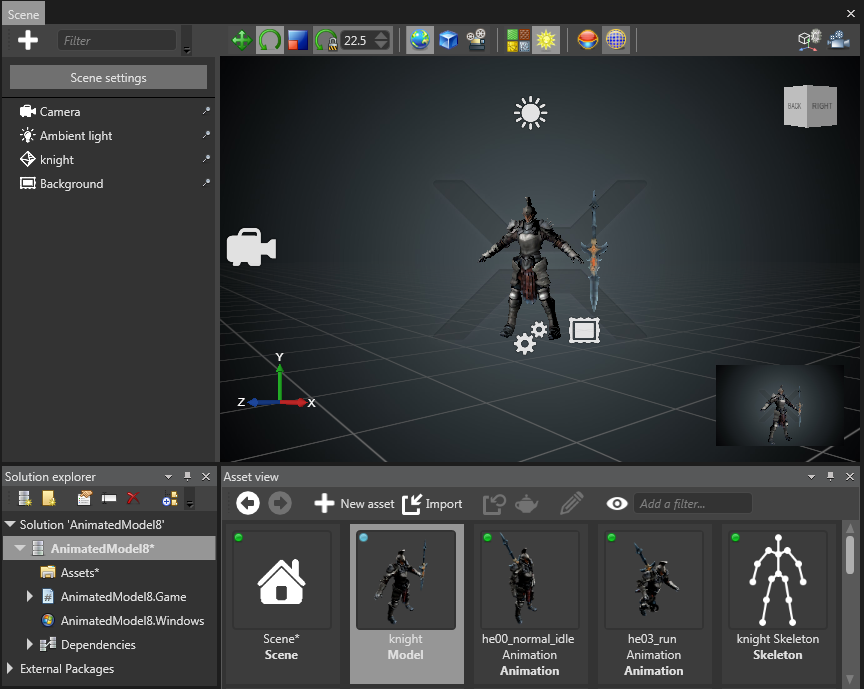 Scene
Filter
22.5
Scene settings
Camera
Ambient light
knight
Background
BACK RIGHT
Y
Z X
Solution explorer
Solution 'AnimatedModel8'
AnimatedModel8*
Assets*
AnimatedModel8.Game
AnimatedModel8.Windows
Dependencies
External Packages
Asset view
New asset Import Add a filter...
Scene*
Scene
knight
Model
he00_normal_idle
Animation
Animation
he03_run
Animation
Animation
knight Skeleton
Skeleton